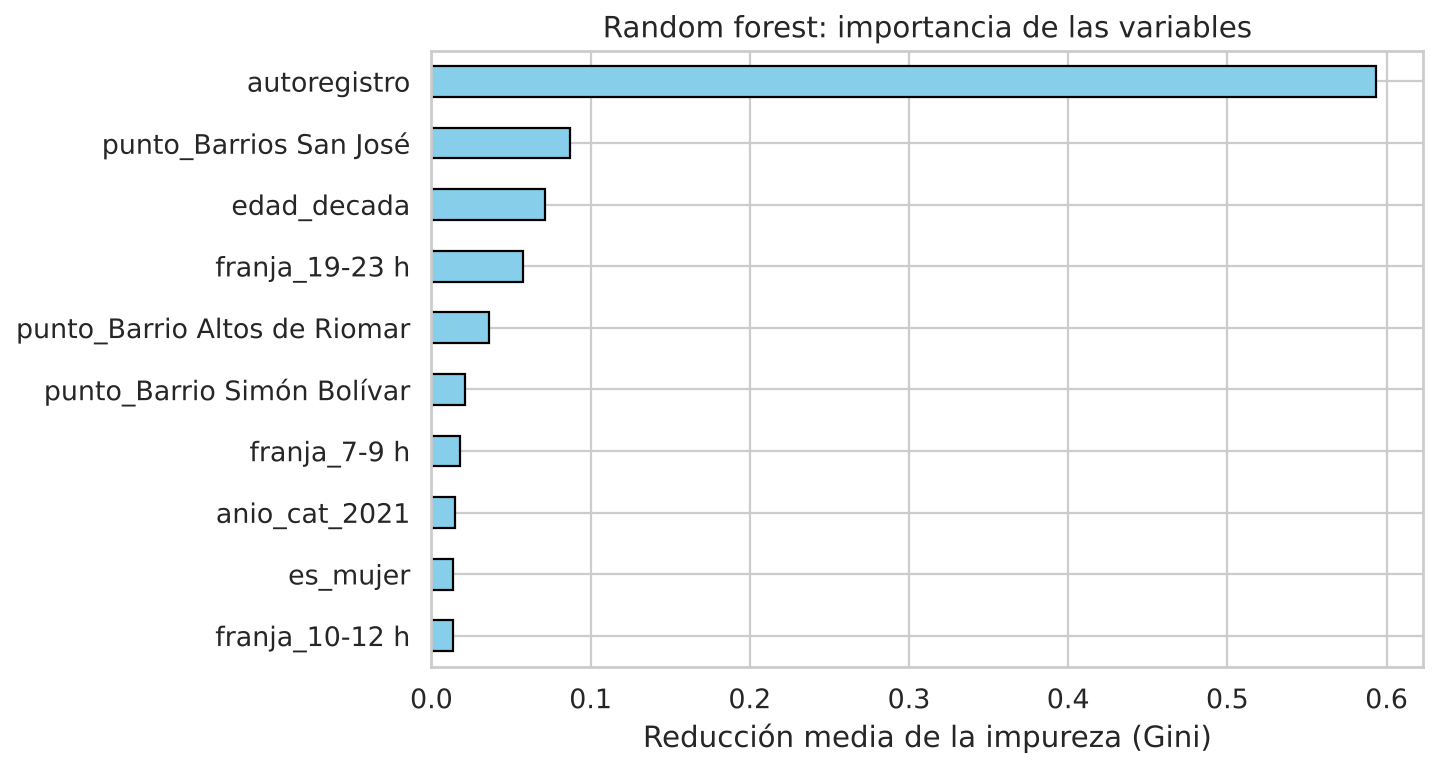 Random forest: importancia de las variables
autoregistro
punto_Barrios San José
edad_decada
franja_19-23 h
punto_Barrio Altos de Riomar
punto_Barrio Simón Bolívar
franja_7-9 h
anio_cat_2021
es_mujer
franja_10-12 h
0.0 0.1 0.2 0.3 0.4 0.5 0.6
Reducción media de la impureza (Gini)